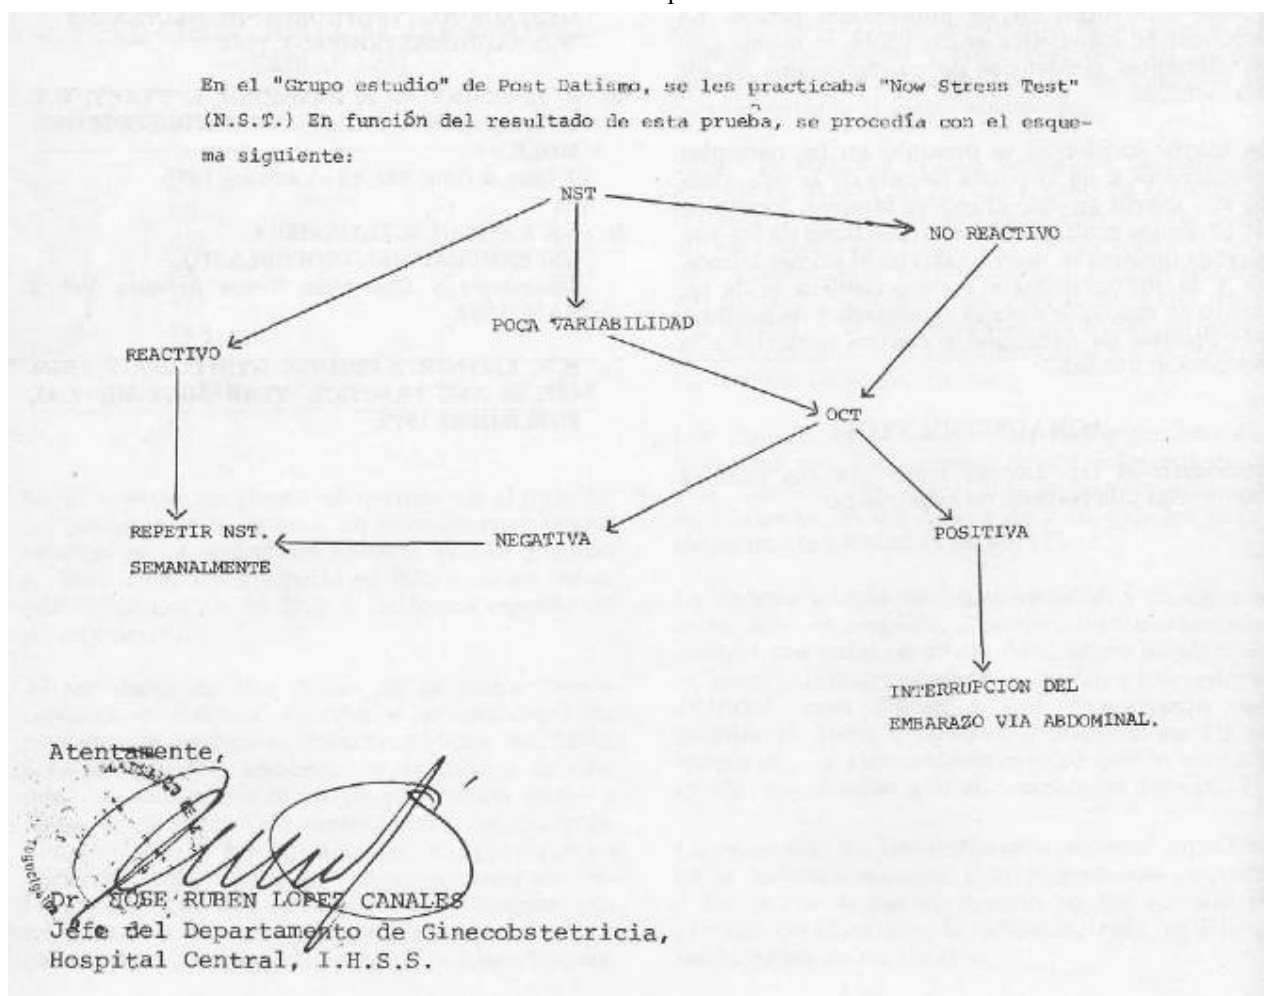 En el "Grupo estudio" de Post Datismo, se les practicaba "Now Stress Test"
(N.S.T.) En función del resultado de esta prueba, se procedía con el esque-
ma siguiente:
NST
NO REACTIVO
POCA VARIABILIDAD
REACTIVO
OCT
REPETIR NST.
SEMANALMENTE
NEGATIVA
POSITIVA
INTERRUPCION DEL
EMBARAZO VIA ABDOMINAL.
Atentamente,
Dr. JOSE RUBEN LOPEZ CANALES
Jefe del Departamento de Ginecobstetricia,
Hospital Central, I.H.S.S.